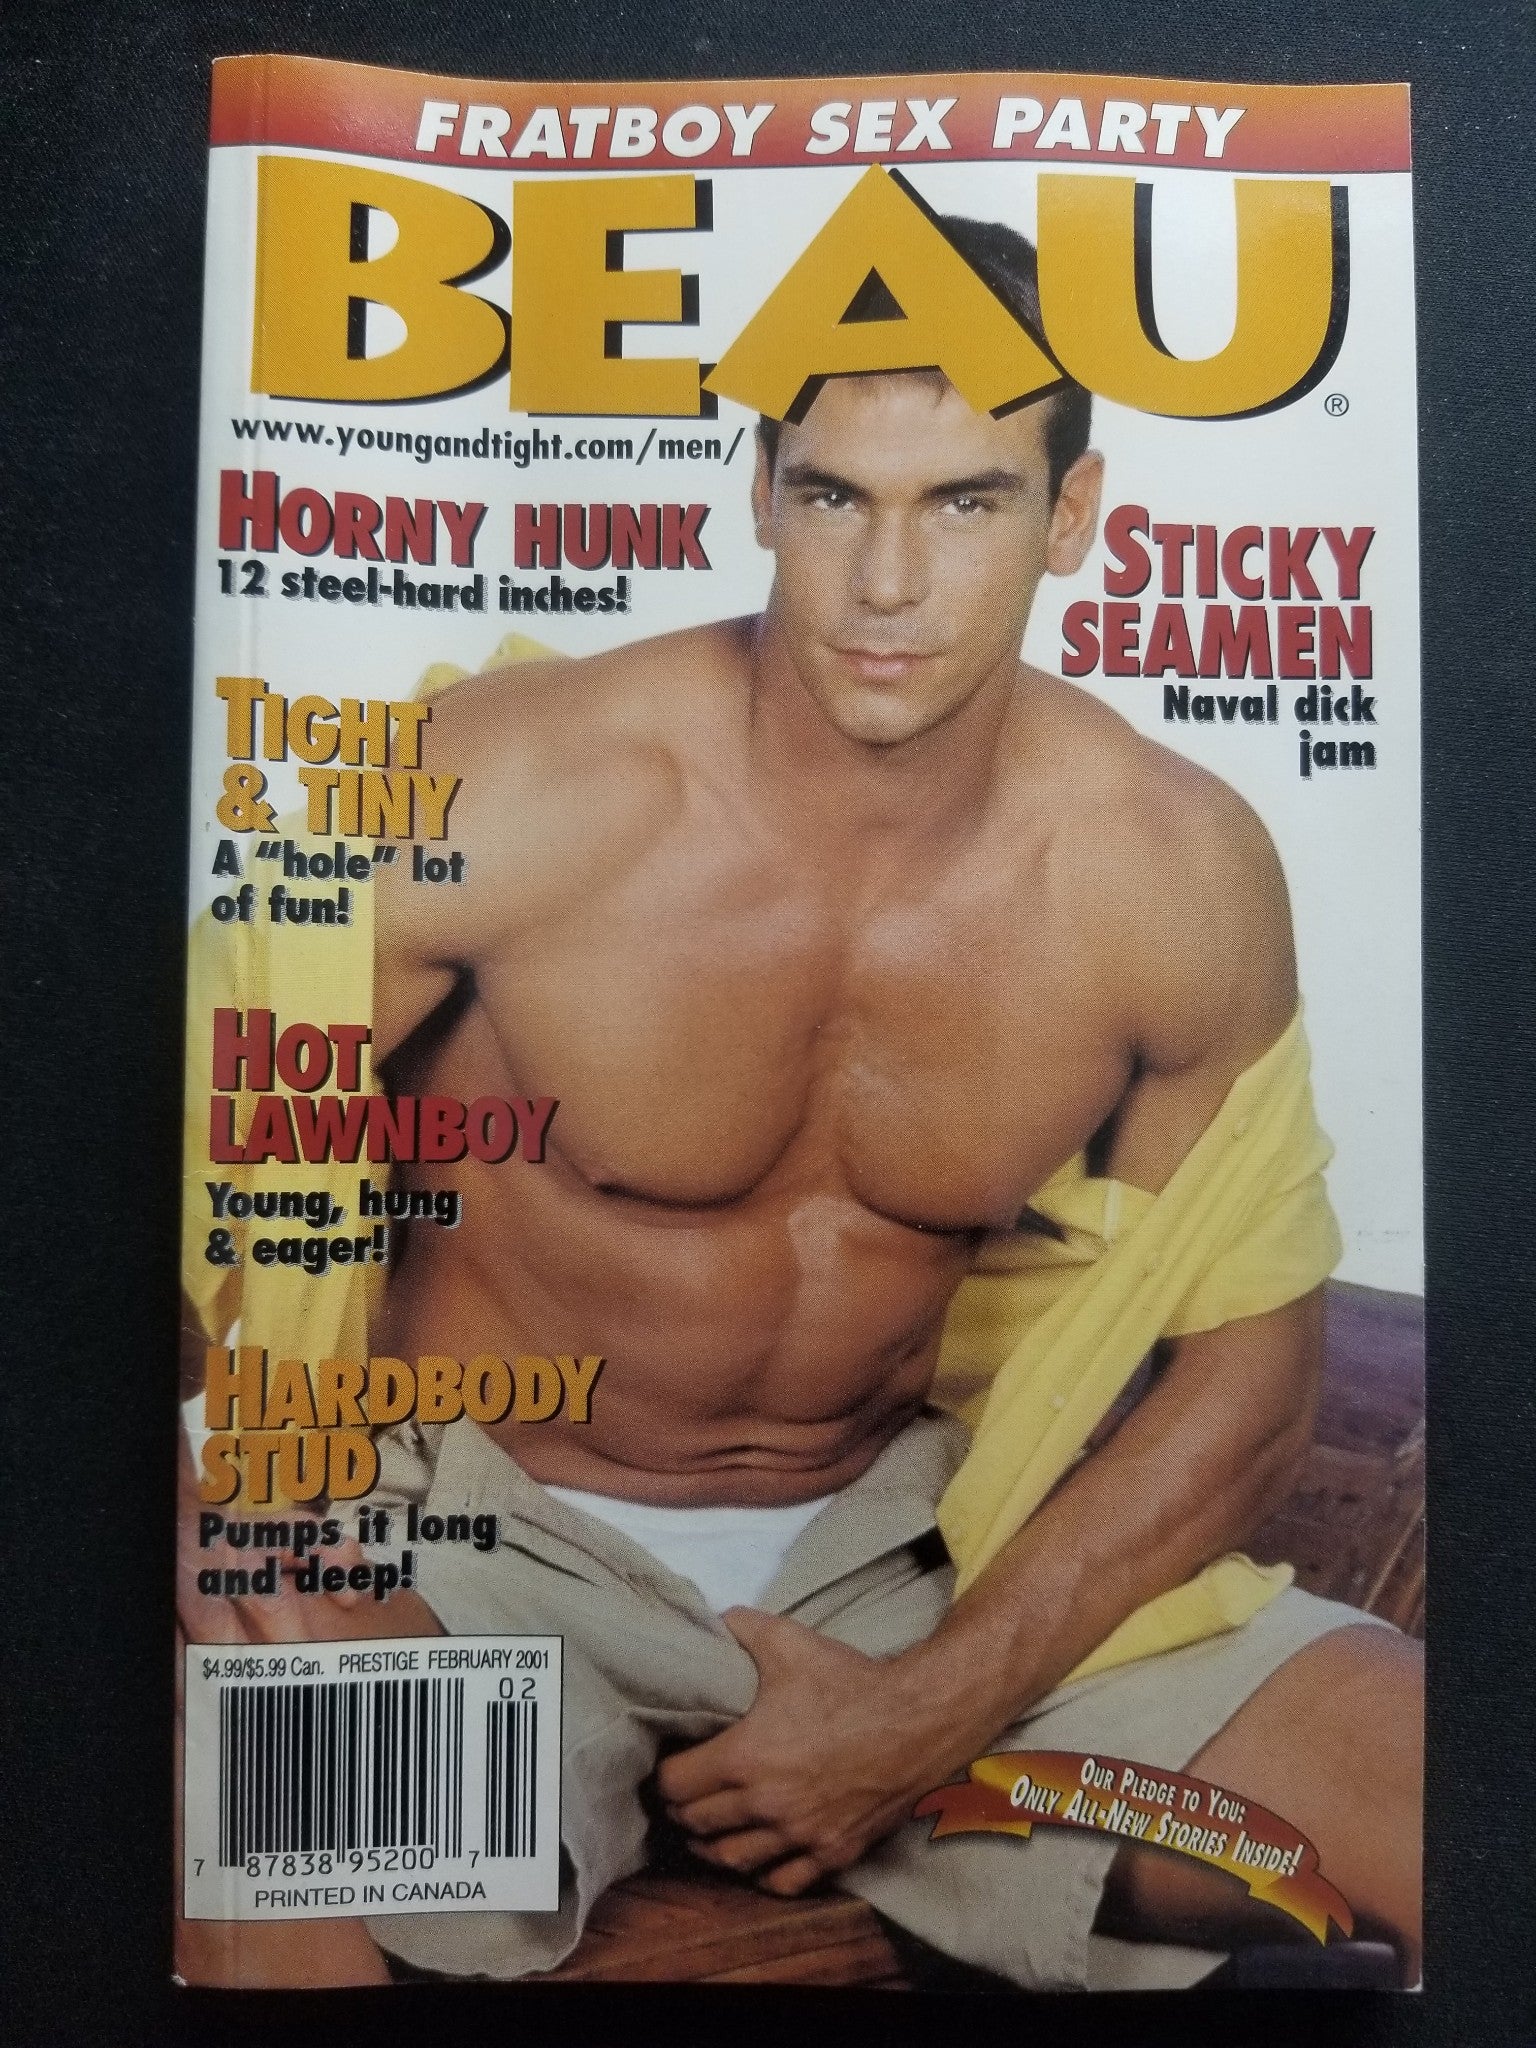 FRATBOY SEX PARTY
BEAU®
www.youngandtight.com/men/
HORNY HUNK
12 steel-hard inches!
STICKY
SEAMEN
Naval dick
jam
TIGHT
& TINY
A "hole" lot
of fun!
HOT
LAWNBOY
Young, hung
& eager!
HARDBODY
STUD
Pumps it long
and deep!
$4.99/$5.99 Can. PRESTIGE FEBRUARY 2001
02
7 87838 95200 7
PRINTED IN CANADA
OUR PLEDGE TO YOU:
ONLY ALL-NEW STORIES INSIDE!